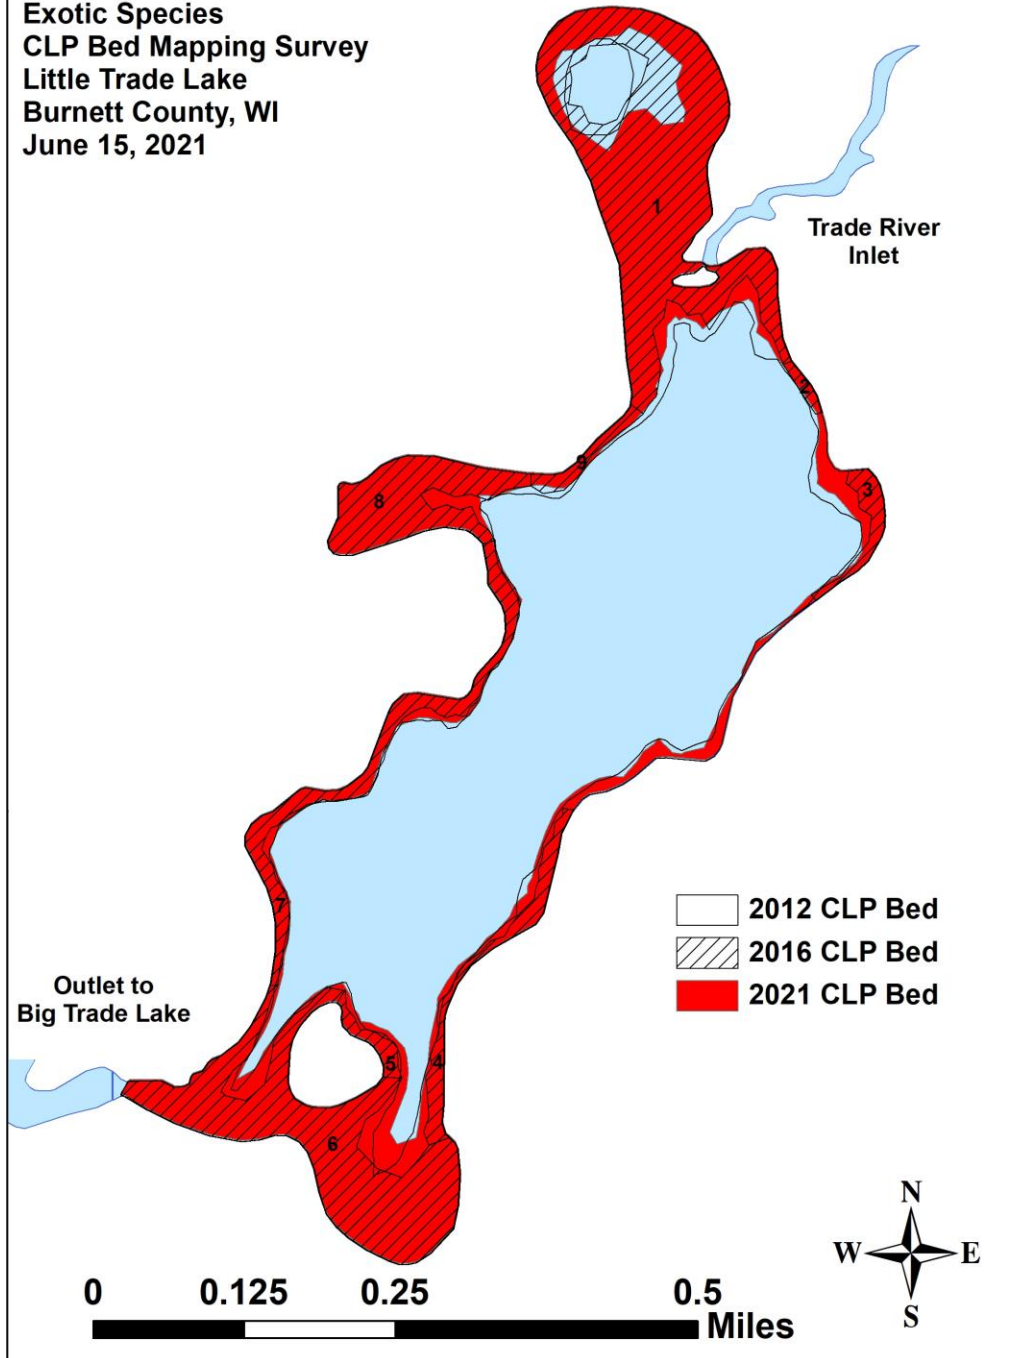 Exotic Species
CLP Bed Mapping Survey
Little Trade Lake
Burnett County, WI
June 15, 2021
1
Trade River
Inlet
2
9
3
8
2012 CLP Bed
7
2016 CLP Bed
Outlet to
Big Trade Lake
2021 CLP Bed
5
4
6
N
W
E
S
0
0.125
0.25
0.5
Miles